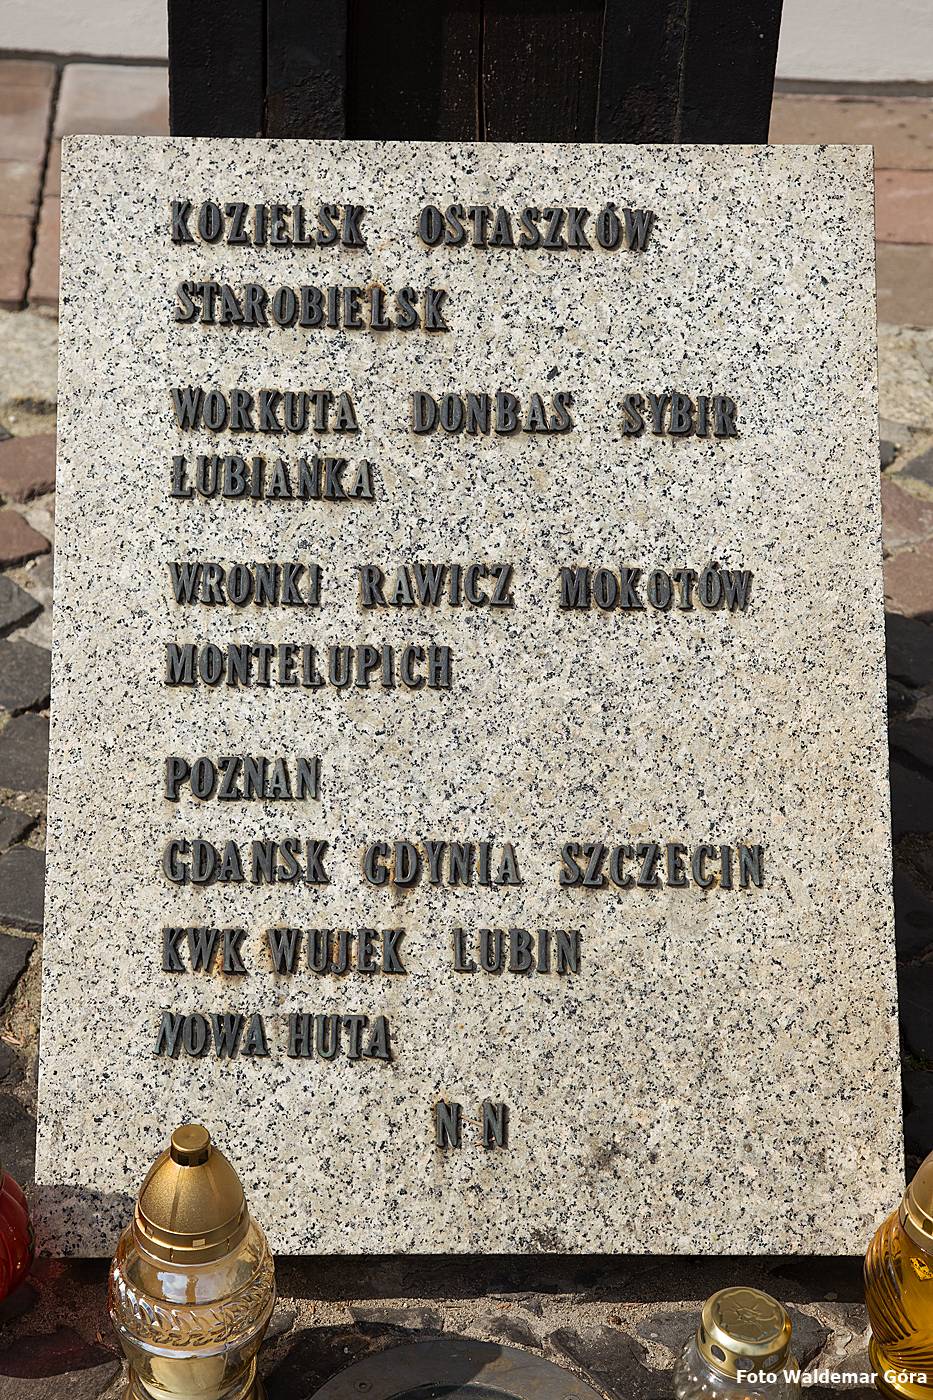 KOZIELSK OSTASZKÓW
STAROBIELSK
WORKUTA DONBAS SYBIR
ŁUBIANKA
WRONKI RAWICZ MOKOTÓW
MONTELUPICH
POZNAN
GDANSK GDYNIA SZCZECIN
KWK WUJEK LUBIN
NOWA HUTA
N N
Foto Waldemar Góra